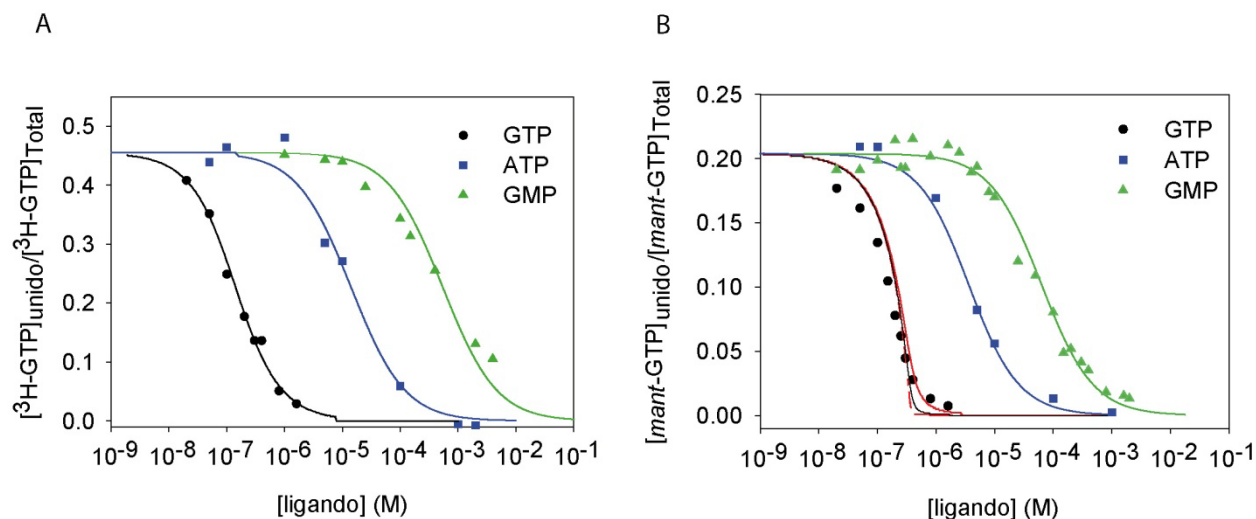 A
[³H-GTP]unido/[³H-GTP]Total
0.5
0.4
0.3
0.2
0.1
0.0
GTP
ATP
GMP
10⁻⁹ 10⁻⁸ 10⁻⁷ 10⁻⁶ 10⁻⁵ 10⁻⁴ 10⁻³ 10⁻² 10⁻¹
[ligando] (M)
B
[mant-GTP]unido/[mant-GTP]Total
0.25
0.20
0.15
0.10
0.05
0.00
GTP
ATP
GMP
10⁻⁹ 10⁻⁸ 10⁻⁷ 10⁻⁶ 10⁻⁵ 10⁻⁴ 10⁻³ 10⁻² 10⁻¹
[ligando] (M)